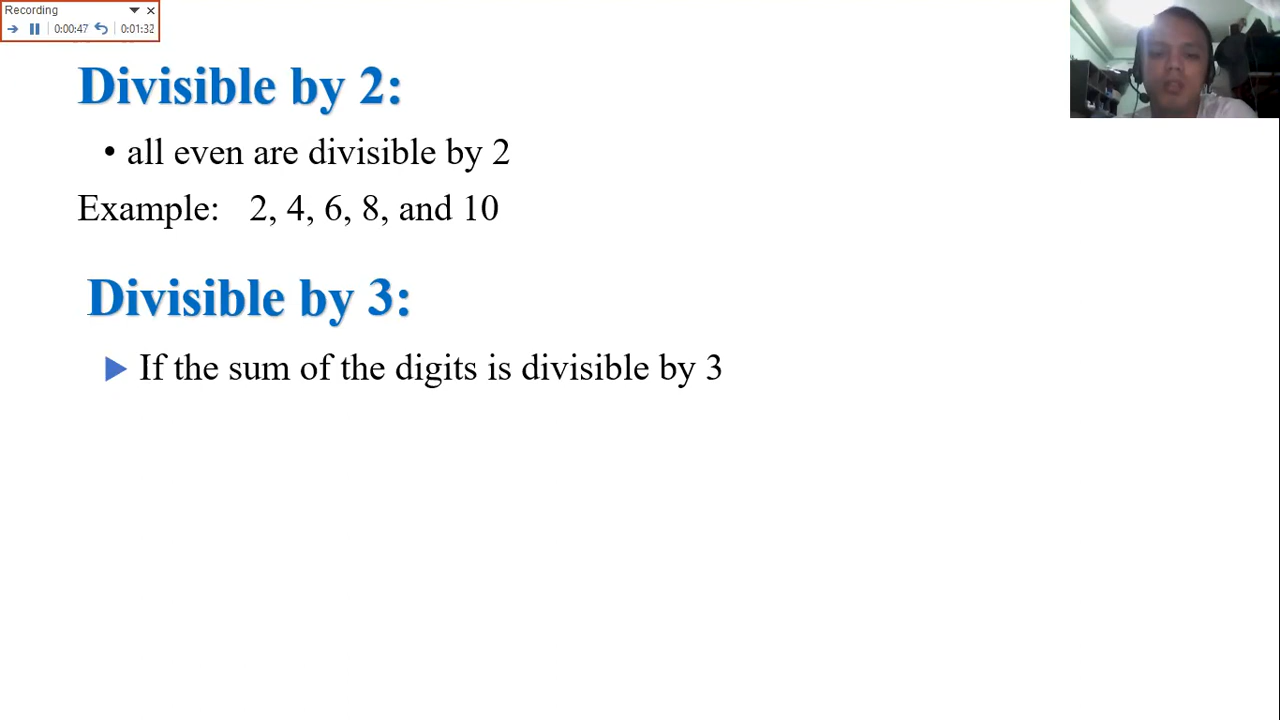 Recording
0:00:47 0:01:32
Divisible by 2:
• all even are divisible by 2
Example: 2, 4, 6, 8, and 10
Divisible by 3:
If the sum of the digits is divisible by 3